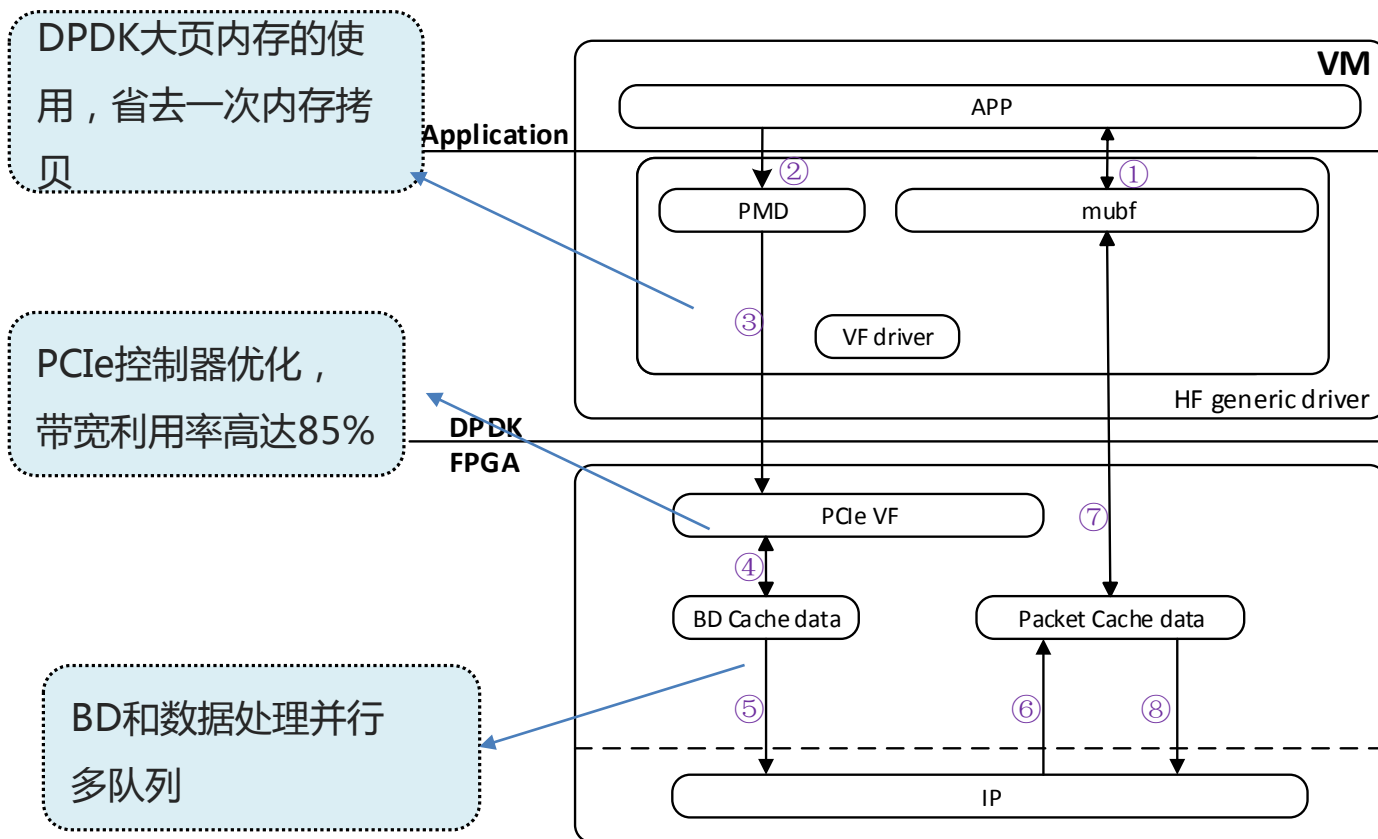 DPDK大页内存的使
用，省去一次内存拷
贝
PCIe控制器优化，
带宽利用率高达85%
BD和数据处理并行
多队列
VM
APP
Application
②
①
PMD
mubf
③
VF driver
HF generic driver
DPDK
FPGA
PCIe VF
⑦
④
BD Cache data
Packet Cache data
⑤
⑥
⑧
IP